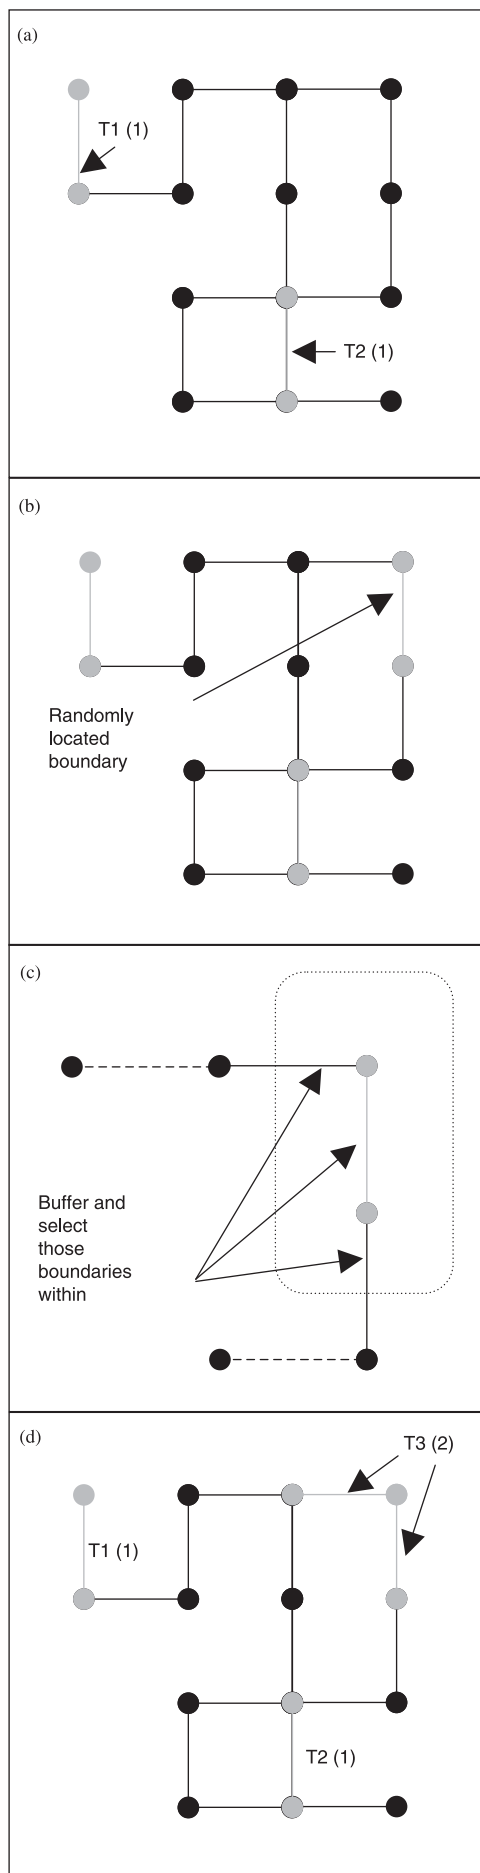 (a)
T1 (1)
T2 (1)
(b)
Randomly
located
boundary
(c)
Buffer and
select
those
boundaries
within
(d)
T3 (2)
T1 (1)
T2 (1)